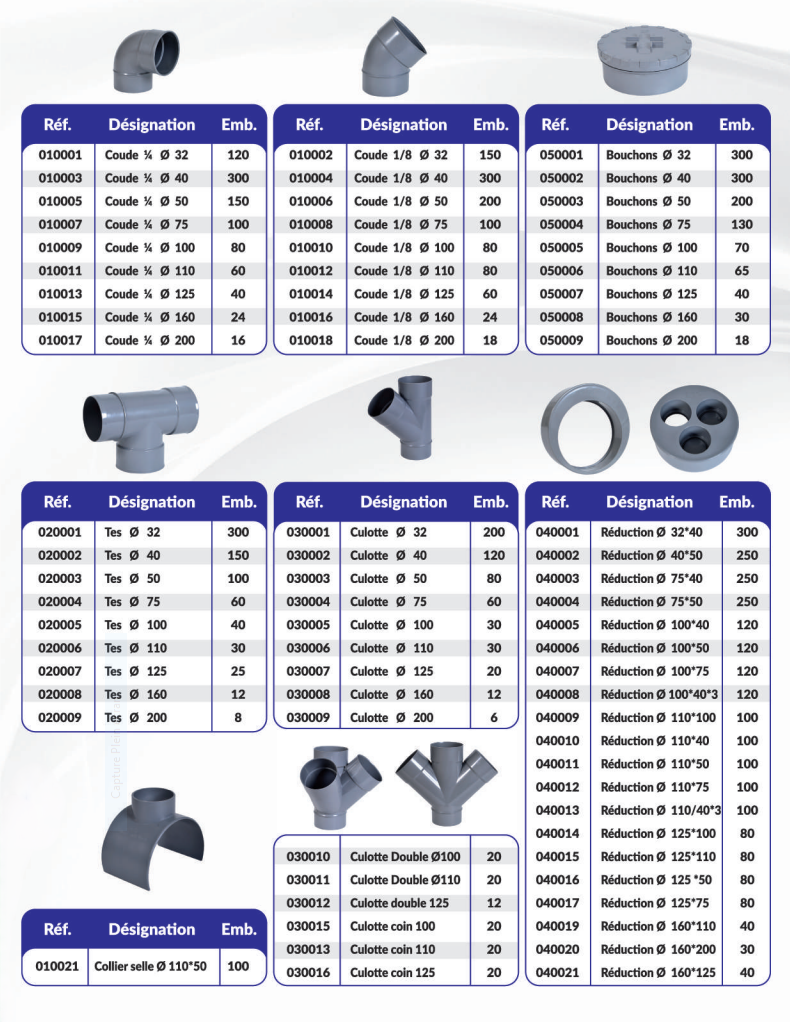 Réf. Désignation Emb.
010001 Coude ¼ Ø 32 120
010003 Coude ¼ Ø 40 300
010005 Coude ¼ Ø 50 150
010007 Coude ¼ Ø 75 100
010009 Coude ¼ Ø 100 80
010011 Coude ¼ Ø 110 60
010013 Coude ¼ Ø 125 40
010015 Coude ¼ Ø 160 24
010017 Coude ¼ Ø 200 16
Réf. Désignation Emb.
010002 Coude 1/8 Ø 32 150
010004 Coude 1/8 Ø 40 300
010006 Coude 1/8 Ø 50 200
010008 Coude 1/8 Ø 75 100
010010 Coude 1/8 Ø 100 80
010012 Coude 1/8 Ø 110 80
010014 Coude 1/8 Ø 125 60
010016 Coude 1/8 Ø 160 24
010018 Coude 1/8 Ø 200 18
Réf. Désignation Emb.
050001 Bouchons Ø 32 300
050002 Bouchons Ø 40 300
050003 Bouchons Ø 50 200
050004 Bouchons Ø 75 130
050005 Bouchons Ø 100 70
050006 Bouchons Ø 110 65
050007 Bouchons Ø 125 40
050008 Bouchons Ø 160 30
050009 Bouchons Ø 200 18
Réf. Désignation Emb.
020001 Tes Ø 32 300
020002 Tes Ø 40 150
020003 Tes Ø 50 100
020004 Tes Ø 75 60
020005 Tes Ø 100 40
020006 Tes Ø 110 30
020007 Tes Ø 125 25
020008 Tes Ø 160 12
020009 Tes Ø 200 8
Réf. Désignation Emb.
030001 Culotte Ø 32 200
030002 Culotte Ø 40 120
030003 Culotte Ø 50 80
030004 Culotte Ø 75 60
030005 Culotte Ø 100 30
030006 Culotte Ø 110 30
030007 Culotte Ø 125 20
030008 Culotte Ø 160 12
030009 Culotte Ø 200 6
Réf. Désignation Emb.
040001 Réduction Ø 32*40 300
040002 Réduction Ø 40*50 250
040003 Réduction Ø 75*40 250
040004 Réduction Ø 75*50 250
040005 Réduction Ø 100*40 120
040006 Réduction Ø 100*50 120
040007 Réduction Ø 100*75 120
040008 Réduction Ø 100*40*3 120
040009 Réduction Ø 110*100 100
040010 Réduction Ø 110*40 100
040011 Réduction Ø 110*50 100
040012 Réduction Ø 110*75 100
040013 Réduction Ø 110/40*3 100
040014 Réduction Ø 125*100 80
040015 Réduction Ø 125*110 80
040016 Réduction Ø 125 *50 80
040017 Réduction Ø 125*75 80
040019 Réduction Ø 160*110 40
040020 Réduction Ø 160*200 30
040021 Réduction Ø 160*125 40
Capture Plein
Réf. Désignation Emb.
010021 Collier selle Ø 110*50 100
030010 Culotte Double Ø100 20
030011 Culotte Double Ø110 20
030012 Culotte double 125 12
030015 Culotte coin 100 20
030013 Culotte coin 110 20
030016 Culotte coin 125 20